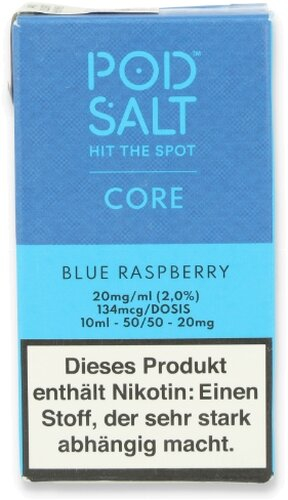 POD™
SALT
HIT THE SPOT
CORE
BLUE RASPBERRY
20mg/ml (2,0%)
134mcg/DOSIS
10ml - 50/50 - 20mg
Dieses Produkt
enthält Nikotin: Einen
Stoff, der sehr stark
abhängig macht.